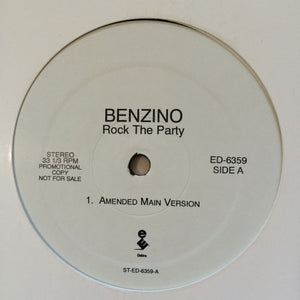 BENZINO
Rock The Party
STEREO
33 1/3 RPM
PROMOTIONAL
COPY
NOT FOR SALE
ED-6359
SIDE A
1. AMENDED MAIN VERSION
Elektra
ST-ED-6359-A